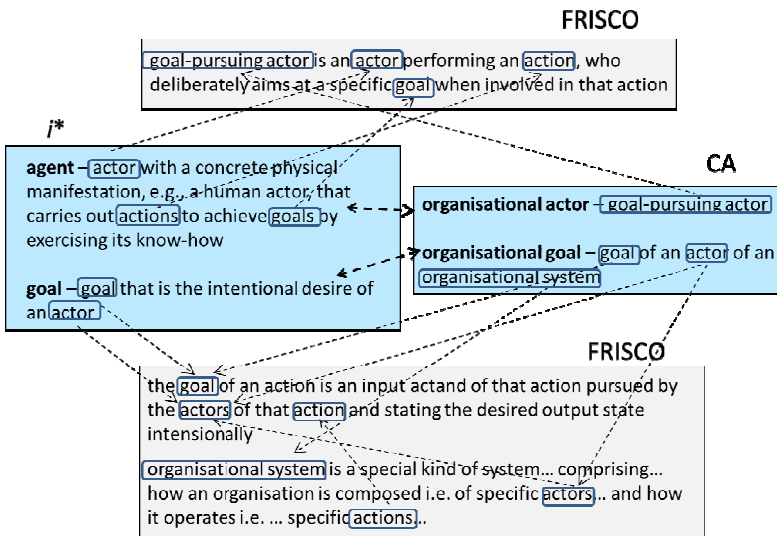 FRISCO
goal-pursuing actor is an actor performing an action, who
deliberately aims at a specific goal when involved in that action
i*
agent – actor with a concrete physical
manifestation, e.g., a human actor, that
carries out actions to achieve goals by
exercising its know-how
goal – goal that is the intentional desire of
an actor
CA
organisational actor – goal-pursuing actor
organisational goal – goal of an actor of an
organisational system
FRISCO
the goal of an action is an input actand of that action pursued by
the actors of that action and stating the desired output state
intensionally
organisational system is a special kind of system... comprising...
how an organisation is composed i.e. of specific actors... and how
it operates i.e. ... specific actions...